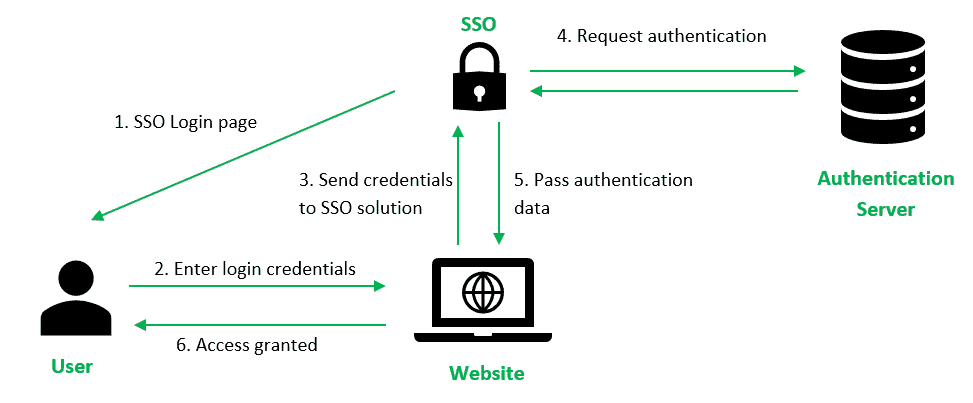 SSO
4. Request authentication
1. SSO Login page
3. Send credentials
to SSO solution
5. Pass authentication
data
Authentication
Server
2. Enter login credentials
6. Access granted
User
Website